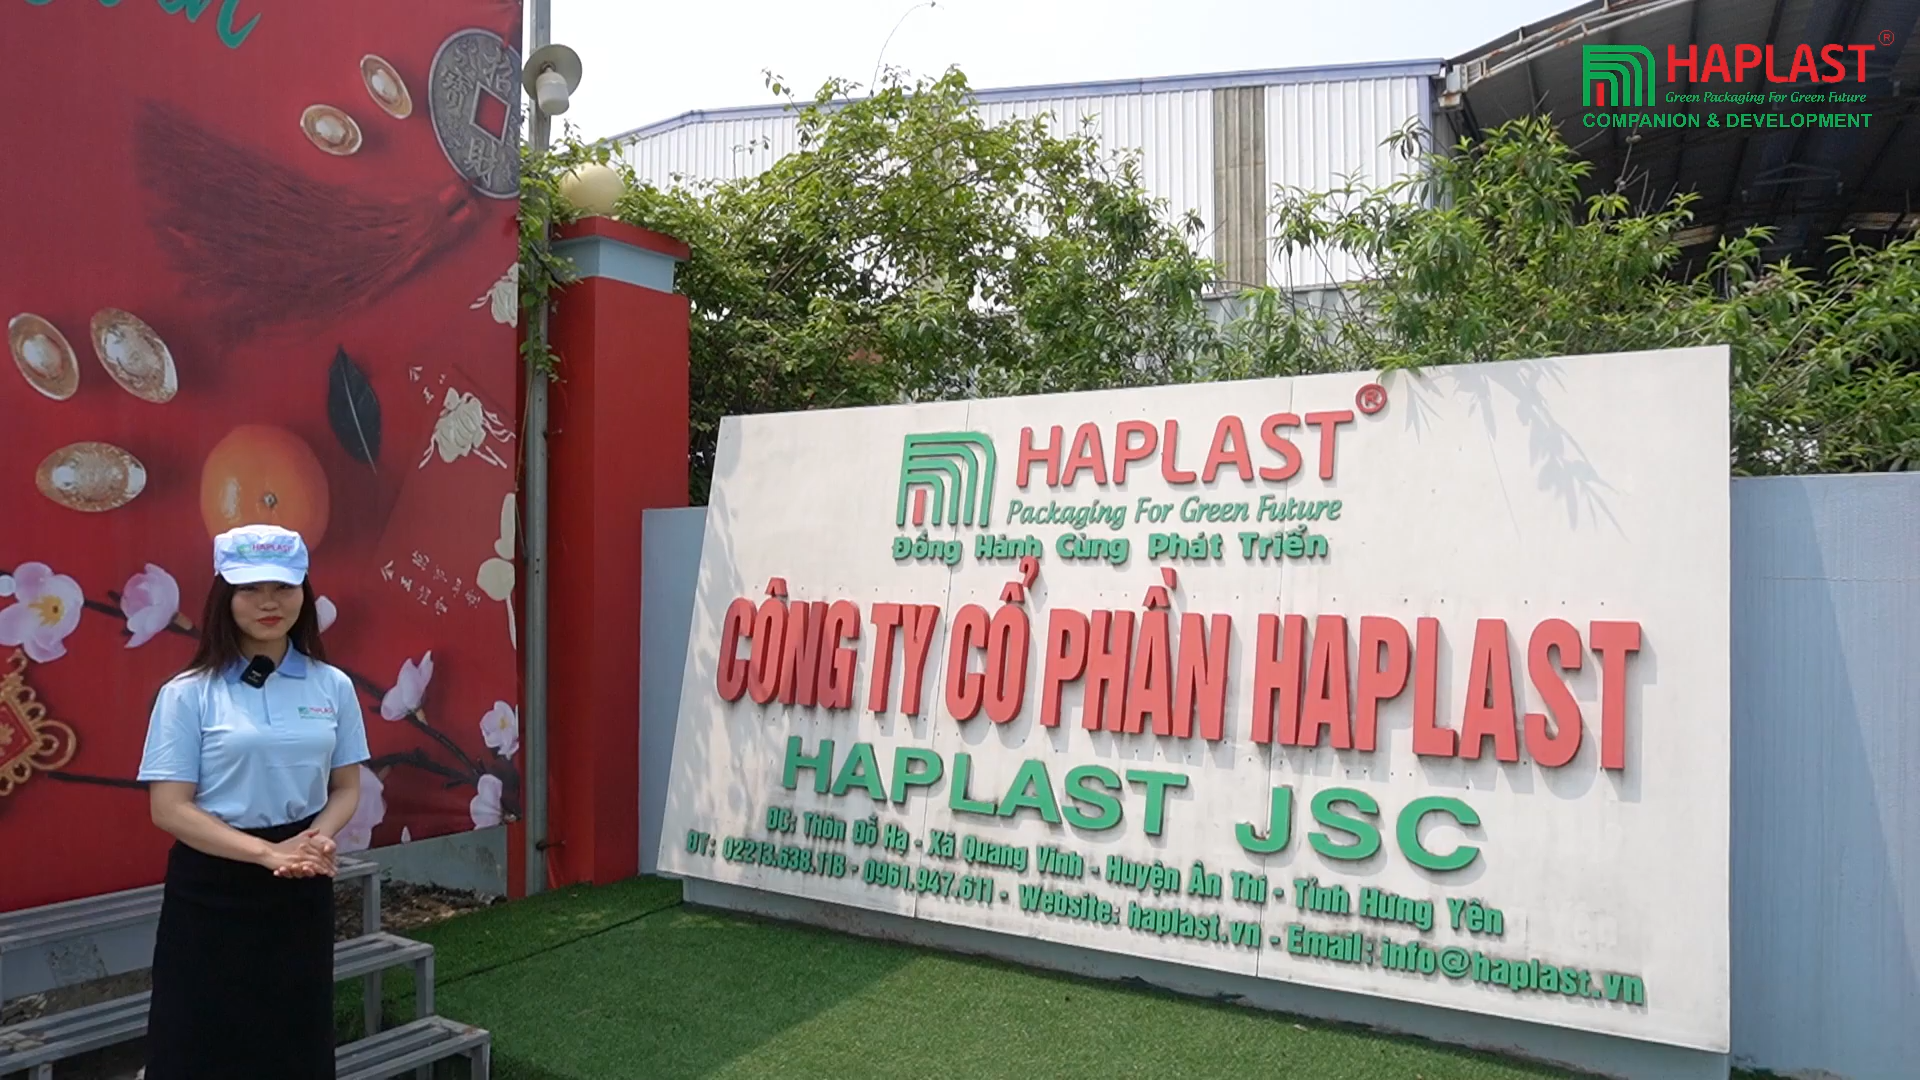 HAPLAST®
Green Packaging For Green Future
COMPANION & DEVELOPMENT
HAPLAST®
Packaging For Green Future
Đồng Hành Cùng Phát Triển
CÔNG TY CỔ PHẦN HAPLAST
HAPLAST JSC
ĐC: Thôn Đỗ Hạ - Xã Quang Vinh - Huyện Ân Thi - Tỉnh Hưng Yên
ĐT: 02213.638.118 - 0961.947.611 - Website: haplast.vn - Email: info@haplast.vn
HAPLAST
HAPLAST